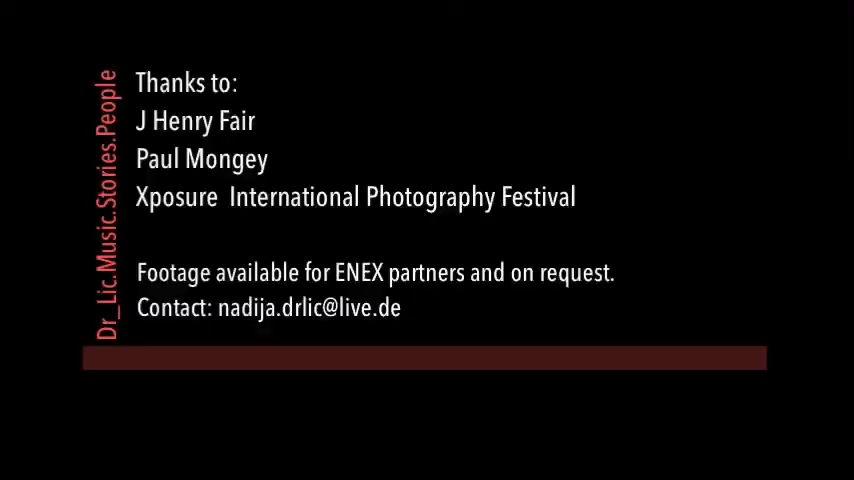 Dr_Lic.Music.Stories.People
Thanks to:
J Henry Fair
Paul Mongey
Xposure  International Photography Festival
Footage available for ENEX partners and on request.
Contact: nadija.drlic@live.de